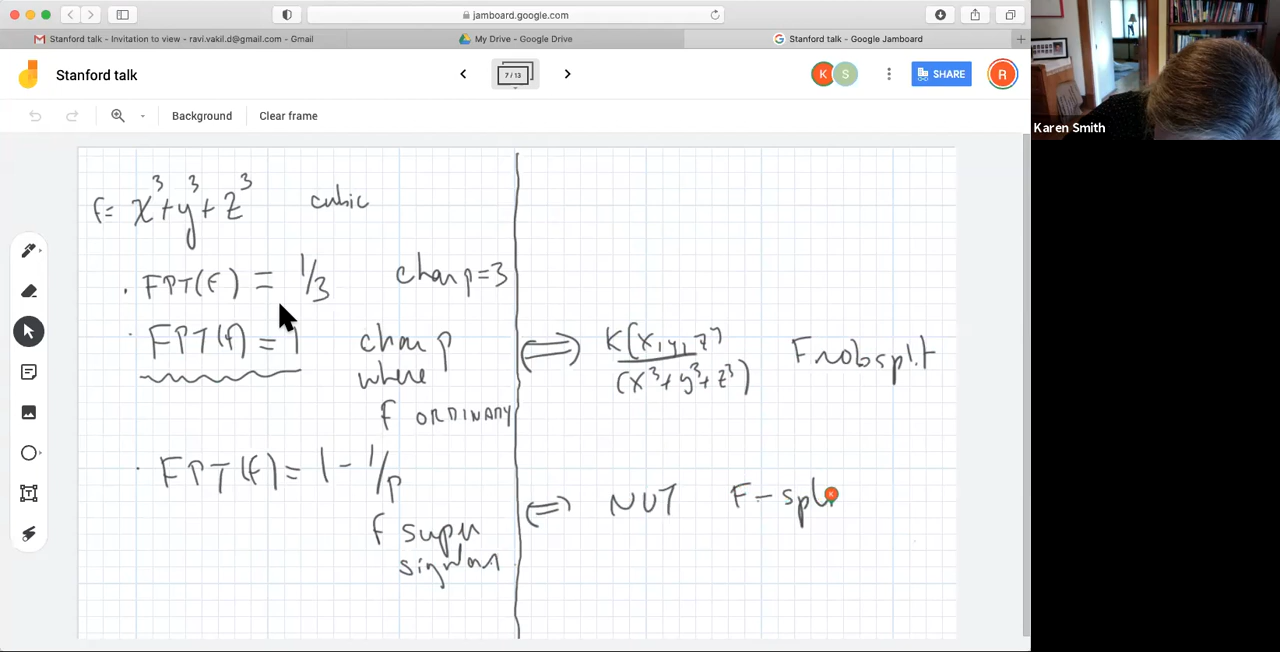 jamboard.google.com
Stanford talk - Invitation to view - ravi.vakil.d@gmail.com - Gmail
My Drive - Google Drive
Stanford talk - Google Jamboard
Stanford talk
7 / 13
K S
SHARE
R
Background
Clear frame
Karen Smith
f= x³+y³+z³ cubic
· FPT(f) = 1/3 char p=3
· FPT(f) = 1 char p
where
f ORDINARY
⟺ K[x,y,z]
(x³+y³+z³)
Frob split
· FPT(f) = 1 - 1/p
f super
singular
⟺ NOT F-split
K